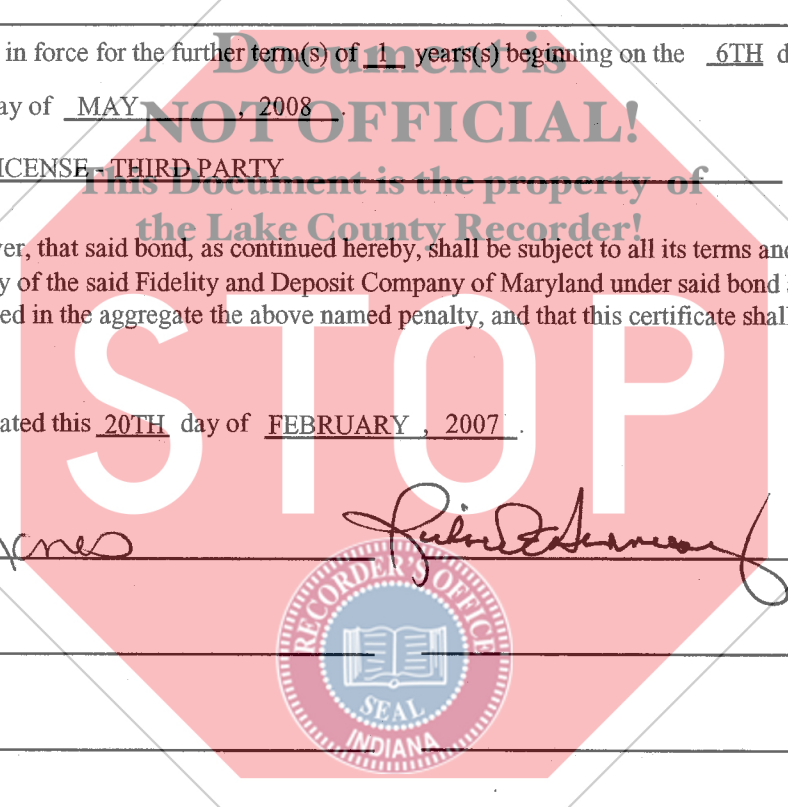 Document is
in force for the further term(s) of 1 years(s) beginning on the 6TH d
ay of MAY , 2008 .
NOT OFFICIAL!
ICENSE - THIRD PARTY
This Document is the property of
the Lake County Recorder!
er, that said bond, as continued hereby, shall be subject to all its terms and
y of the said Fidelity and Deposit Company of Maryland under said bond
ed in the aggregate the above named penalty, and that this certificate shall
STOP
ated this 20TH day of FEBRUARY , 2007 .
RECORDER'S OFFICE
SEAL
INDIANA